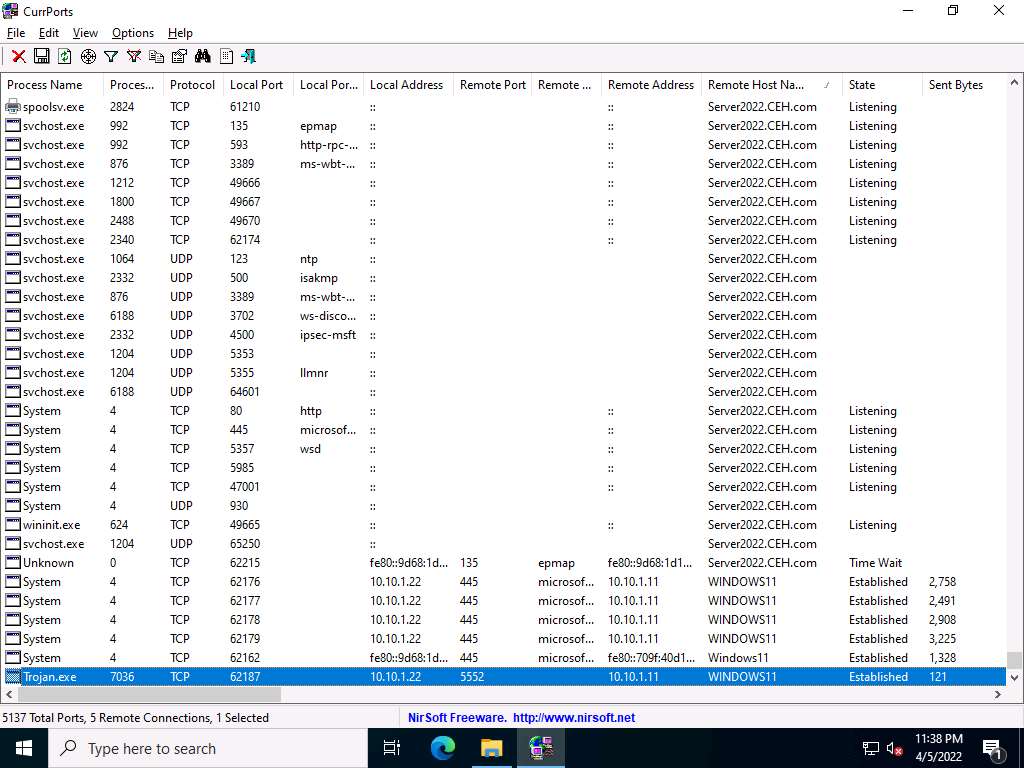 CurrPorts
File Edit View Options Help
Process Name Proces... Protocol Local Port Local Por... Local Address Remote Port Remote ... Remote Address Remote Host Na... State Sent Bytes
spoolsv.exe 2824 TCP 61210 :: :: Server2022.CEH.com Listening
svchost.exe 992 TCP 135 epmap :: :: Server2022.CEH.com Listening
svchost.exe 992 TCP 593 http-rpc-... :: :: Server2022.CEH.com Listening
svchost.exe 876 TCP 3389 ms-wbt-... :: :: Server2022.CEH.com Listening
svchost.exe 1212 TCP 49666 :: :: Server2022.CEH.com Listening
svchost.exe 1800 TCP 49667 :: :: Server2022.CEH.com Listening
svchost.exe 2488 TCP 49670 :: :: Server2022.CEH.com Listening
svchost.exe 2340 TCP 62174 :: :: Server2022.CEH.com Listening
svchost.exe 1064 UDP 123 ntp :: Server2022.CEH.com
svchost.exe 2332 UDP 500 isakmp :: Server2022.CEH.com
svchost.exe 876 UDP 3389 ms-wbt-... :: Server2022.CEH.com
svchost.exe 6188 UDP 3702 ws-disco... :: Server2022.CEH.com
svchost.exe 2332 UDP 4500 ipsec-msft :: Server2022.CEH.com
svchost.exe 1204 UDP 5353 :: Server2022.CEH.com
svchost.exe 1204 UDP 5355 llmnr :: Server2022.CEH.com
svchost.exe 6188 UDP 64601 :: Server2022.CEH.com
System 4 TCP 80 http :: :: Server2022.CEH.com Listening
System 4 TCP 445 microsof... :: :: Server2022.CEH.com Listening
System 4 TCP 5357 wsd :: :: Server2022.CEH.com Listening
System 4 TCP 5985 :: :: Server2022.CEH.com Listening
System 4 TCP 47001 :: :: Server2022.CEH.com Listening
System 4 UDP 930 :: Server2022.CEH.com
wininit.exe 624 TCP 49665 :: :: Server2022.CEH.com Listening
svchost.exe 1204 UDP 65250 :: Server2022.CEH.com
Unknown 0 TCP 62215 fe80::9d68:1d... 135 epmap fe80::9d68:1d1... Server2022.CEH.com Time Wait
System 4 TCP 62176 10.10.1.22 445 microsof... 10.10.1.11 WINDOWS11 Established 2,758
System 4 TCP 62177 10.10.1.22 445 microsof... 10.10.1.11 WINDOWS11 Established 2,491
System 4 TCP 62178 10.10.1.22 445 microsof... 10.10.1.11 WINDOWS11 Established 2,908
System 4 TCP 62179 10.10.1.22 445 microsof... 10.10.1.11 WINDOWS11 Established 3,225
System 4 TCP 62162 fe80::9d68:1d... 445 microsof... fe80::709f:40d1... Windows11 Established 1,328
Trojan.exe 7036 TCP 62187 10.10.1.22 5552 10.10.1.11 WINDOWS11 Established 121
5137 Total Ports, 5 Remote Connections, 1 Selected NirSoft Freeware. http://www.nirsoft.net
Type here to search
11:38 PM
4/5/2022
1